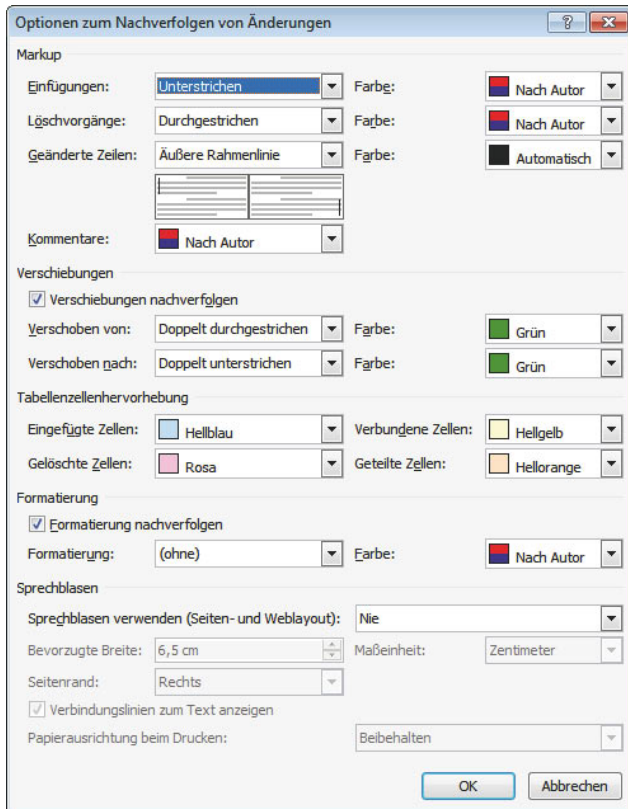 Optionen zum Nachverfolgen von Änderungen
Markup
Einfügungen: Unterstrichen Farbe: Nach Autor
Löschvorgänge: Durchgestrichen Farbe: Nach Autor
Geänderte Zeilen: Äußere Rahmenlinie Farbe: Automatisch
Kommentare: Nach Autor
Verschiebungen
Verschiebungen nachverfolgen
Verschoben von: Doppelt durchgestrichen Farbe: Grün
Verschoben nach: Doppelt unterstrichen Farbe: Grün
Tabellenzellenhervorhebung
Eingefügte Zellen: Hellblau Verbundene Zellen: Hellgelb
Gelöschte Zellen: Rosa Geteilte Zellen: Hellorange
Formatierung
Formatierung nachverfolgen
Formatierung: (ohne) Farbe: Nach Autor
Sprechblasen
Sprechblasen verwenden (Seiten- und Weblayout): Nie
Bevorzugte Breite: 6,5 cm Maßeinheit: Zentimeter
Seitenrand: Rechts
Verbindungslinien zum Text anzeigen
Papierausrichtung beim Drucken: Beibehalten
OK Abbrechen